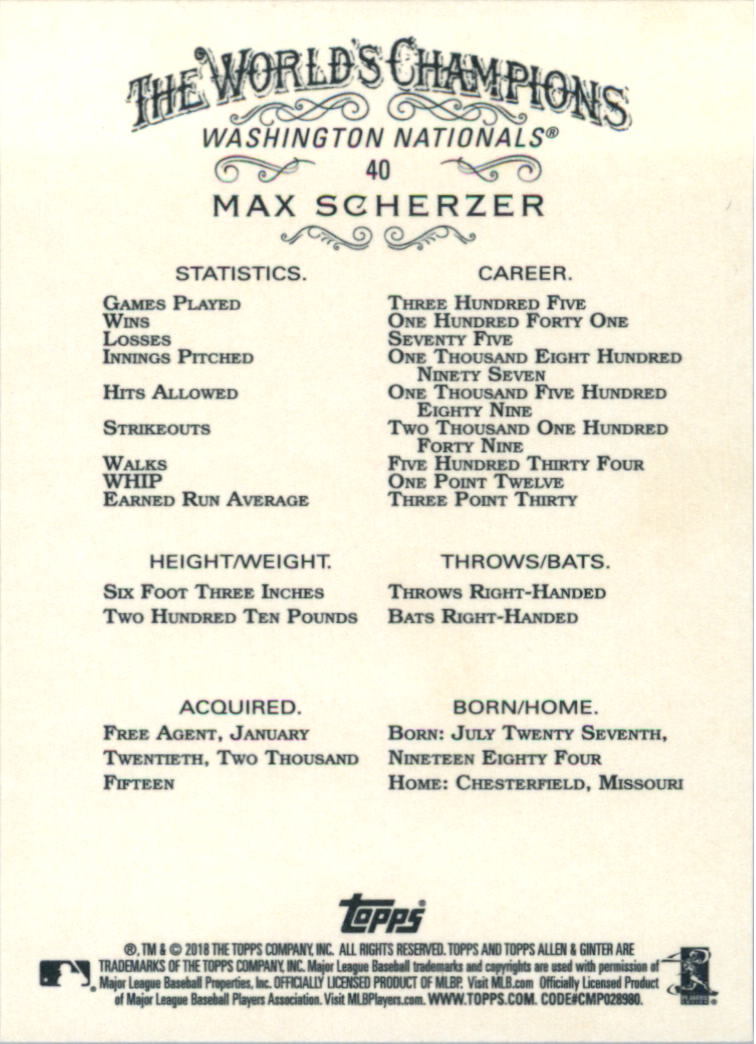 THE WORLD'S CHAMPIONS
WASHINGTON NATIONALS®
40
MAX SCHERZER
STATISTICS. CAREER.
GAMES PLAYED THREE HUNDRED FIVE
WINS ONE HUNDRED FORTY ONE
LOSSES SEVENTY FIVE
INNINGS PITCHED ONE THOUSAND EIGHT HUNDRED
NINETY SEVEN
HITS ALLOWED ONE THOUSAND FIVE HUNDRED
EIGHTY NINE
STRIKEOUTS TWO THOUSAND ONE HUNDRED
FORTY NINE
WALKS FIVE HUNDRED THIRTY FOUR
WHIP ONE POINT TWELVE
EARNED RUN AVERAGE THREE POINT THIRTY
HEIGHT/WEIGHT. THROWS/BATS.
SIX FOOT THREE INCHES THROWS RIGHT-HANDED
TWO HUNDRED TEN POUNDS BATS RIGHT-HANDED
ACQUIRED. BORN/HOME.
FREE AGENT, JANUARY BORN: JULY TWENTY SEVENTH,
TWENTIETH, TWO THOUSAND NINETEEN EIGHTY FOUR
FIFTEEN HOME: CHESTERFIELD, MISSOURI
topps®
®, TM & © 2018 THE TOPPS COMPANY, INC. ALL RIGHTS RESERVED. TOPPS AND TOPPS ALLEN & GINTER ARE
TRADEMARKS OF THE TOPPS COMPANY, INC. Major League Baseball trademarks and copyrights are used with permission of
Major League Baseball Properties, Inc. OFFICIALLY LICENSED PRODUCT OF MLBP. Visit MLB.com Officially Licensed Product
of Major League Baseball Players Association. Visit MLBPlayers.com. WWW.TOPPS.COM. CODE#CMP028980.